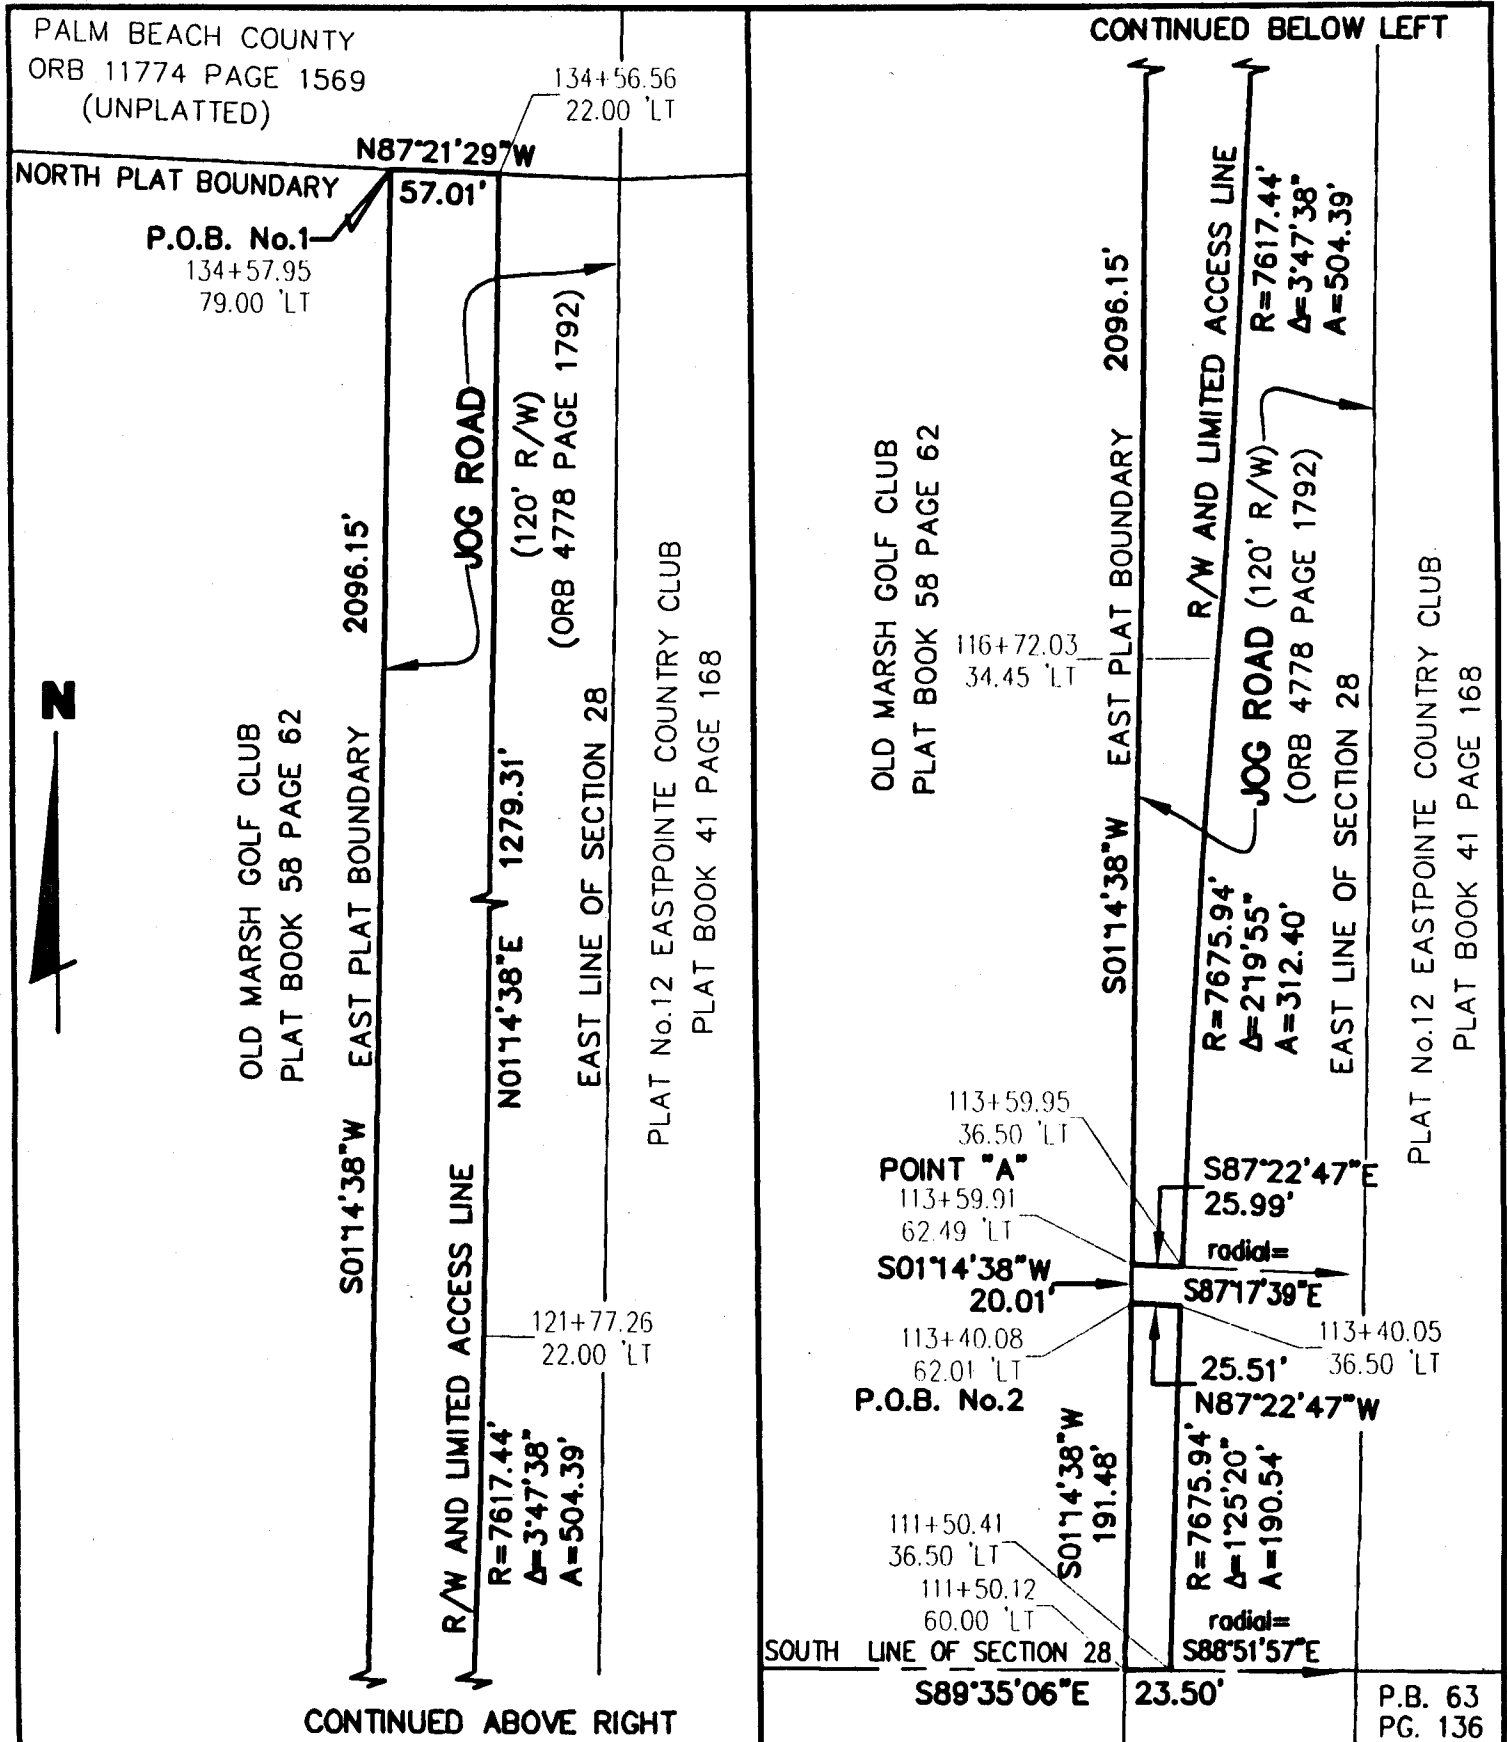 PALM BEACH COUNTY
ORB 11774 PAGE 1569
(UNPLATTED)
134+56.56
22.00 'LT
N87°21'29"W
NORTH PLAT BOUNDARY
57.01'
P.O.B. No.1
134+57.95
79.00 'LT
JOG ROAD
(120' R/W)
(ORB 4778 PAGE 1792)
2096.15'
EAST PLAT BOUNDARY
S01°14'38"W
N
OLD MARSH GOLF CLUB
PLAT BOOK 58 PAGE 62
1279.31'
N01°14'38"E
EAST LINE OF SECTION 28
PLAT No.12 EASTPOINTE COUNTRY CLUB
PLAT BOOK 41 PAGE 168
R/W AND LIMITED ACCESS LINE
121+77.26
22.00 'LT
R=7617.44'
Δ=3°47'38"
A=504.39'
CONTINUED ABOVE RIGHT
CONTINUED BELOW LEFT
R/W AND LIMITED ACCESS LINE
R=7617.44'
Δ=3°47'38"
A=504.39'
2096.15'
EAST PLAT BOUNDARY
S01°14'38"W
OLD MARSH GOLF CLUB
PLAT BOOK 58 PAGE 62
116+72.03
34.45 'LT
JOG ROAD (120' R/W)
(ORB 4778 PAGE 1792)
EAST LINE OF SECTION 28
PLAT No.12 EASTPOINTE COUNTRY CLUB
PLAT BOOK 41 PAGE 168
R=7675.94'
Δ=2°19'55"
A=312.40'
113+59.95
36.50 'LT
POINT "A"
113+59.91
62.49 'LT
S87°22'47"E
25.99'
radial=
S87°17'39"E
S01°14'38"W
20.01'
113+40.08
62.01 'LT
P.O.B. No.2
113+40.05
36.50 'LT
25.51'
N87°22'47"W
S01°14'38"W
191.48'
R=7675.94'
Δ=1°25'20"
A=190.54'
111+50.41
36.50 'LT
111+50.12
60.00 'LT
radial=
S88°51'57"E
SOUTH LINE OF SECTION 28
S89°35'06"E
23.50'
P.B. 63
PG. 136